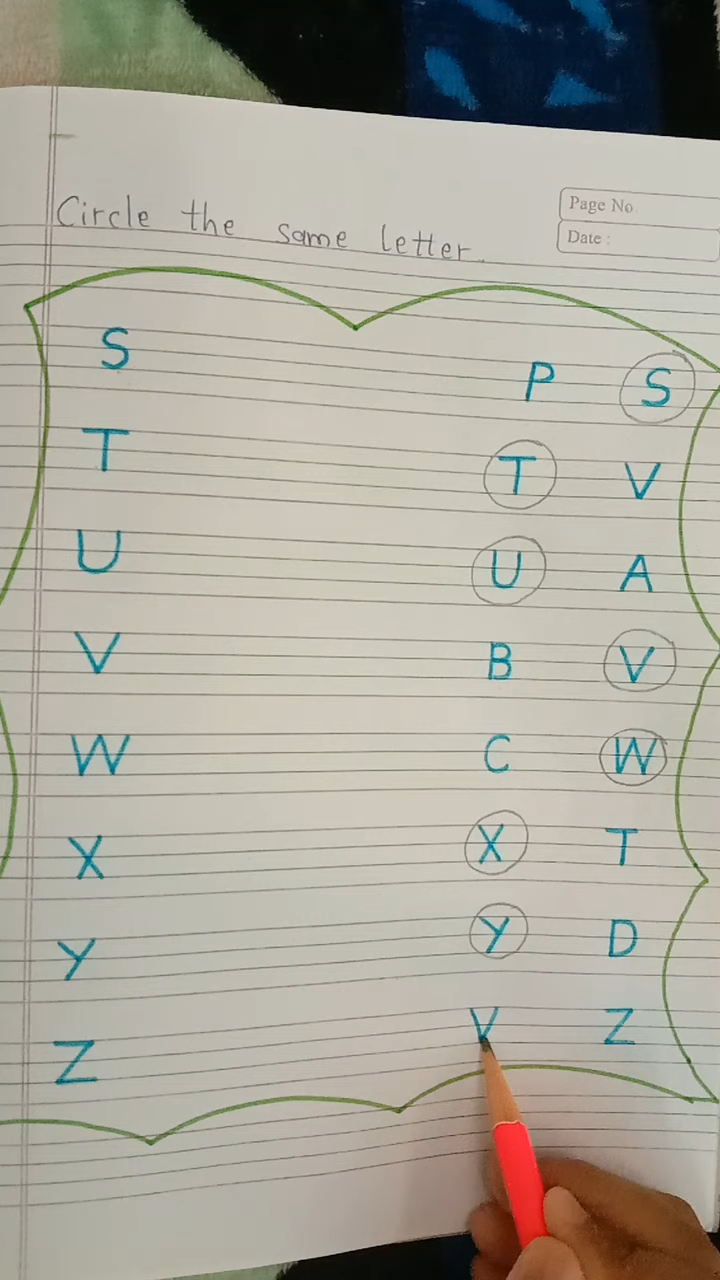 Page No.
Circle the same letter.
Date :
S P S
T T V
U U A
V B V
W C W
X X T
Y Y D
Z V Z